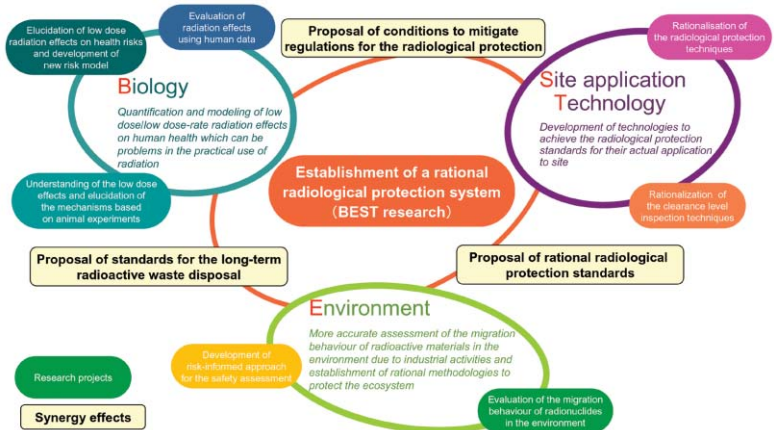 Elucidation of low dose
radiation effects on health risks
and development of
new risk model
Evaluation of
radiation effects
using human data
Biology
Quantification and modeling of low
dose/low dose-rate radiation effects
on human health which can be
problems in the practical use of
radiation
Understanding of the low dose
effects and elucidation of
the mechanisms based
on animal experiments
Proposal of conditions to mitigate
regulations for the radiological protection
Rationalisation
of the radiological protection
techniques
Site application
Technology
Development of technologies to
achieve the radiological protection
standards for their actual application
to site
Rationalization of
the clearance level
inspection techniques
Establishment of a rational
radiological protection system
(BEST research)
Proposal of standards for the long-term
radioactive waste disposal
Proposal of rational radiological
protection standards
Environment
More accurate assessment of the migration
behaviour of radioactive materials in the
environment due to industrial activities and
establishment of rational methodologies to
protect the ecosystem
Development of
risk-informed approach
for the safety assessment
Evaluation of the migration
behaviour of radionuclides
in the environment
Research projects
Synergy effects